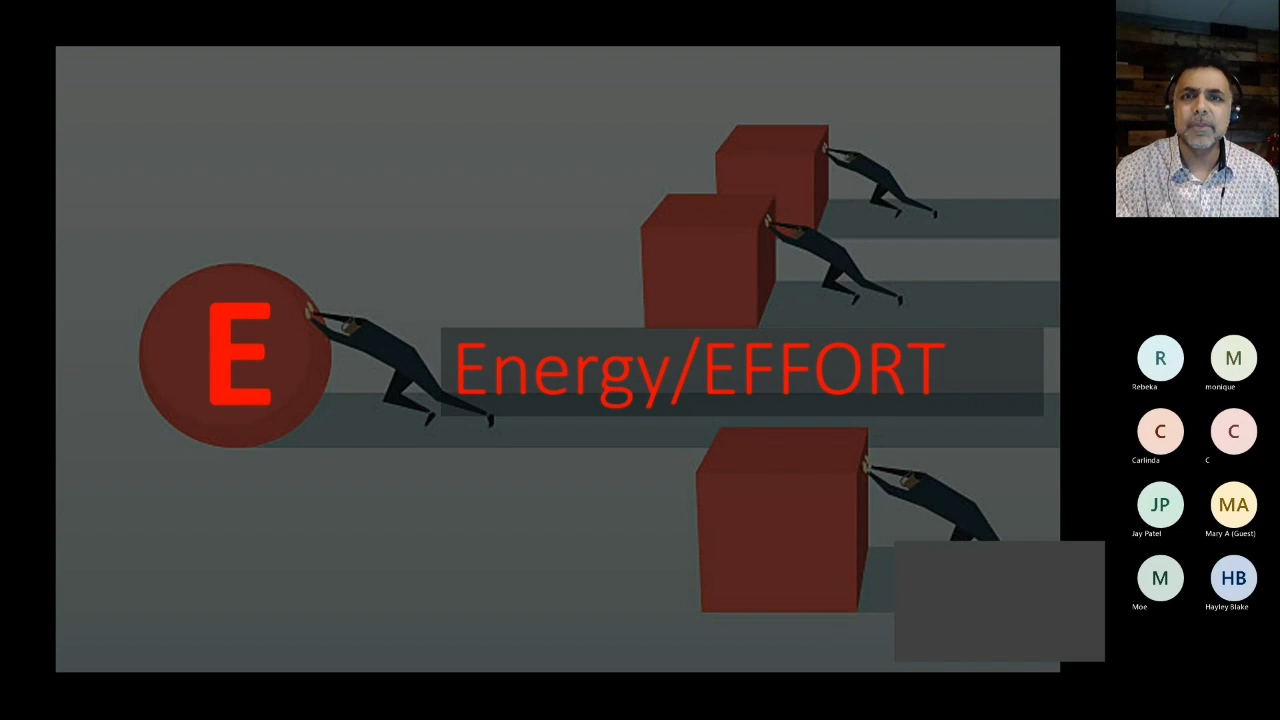 E
Energy/EFFORT
R
M
Rebeka
monique
C
C
Carlinda
C
JP
MA
Jay Patel
Mary A (Guest)
M
HB
Moe
Hayley Blake